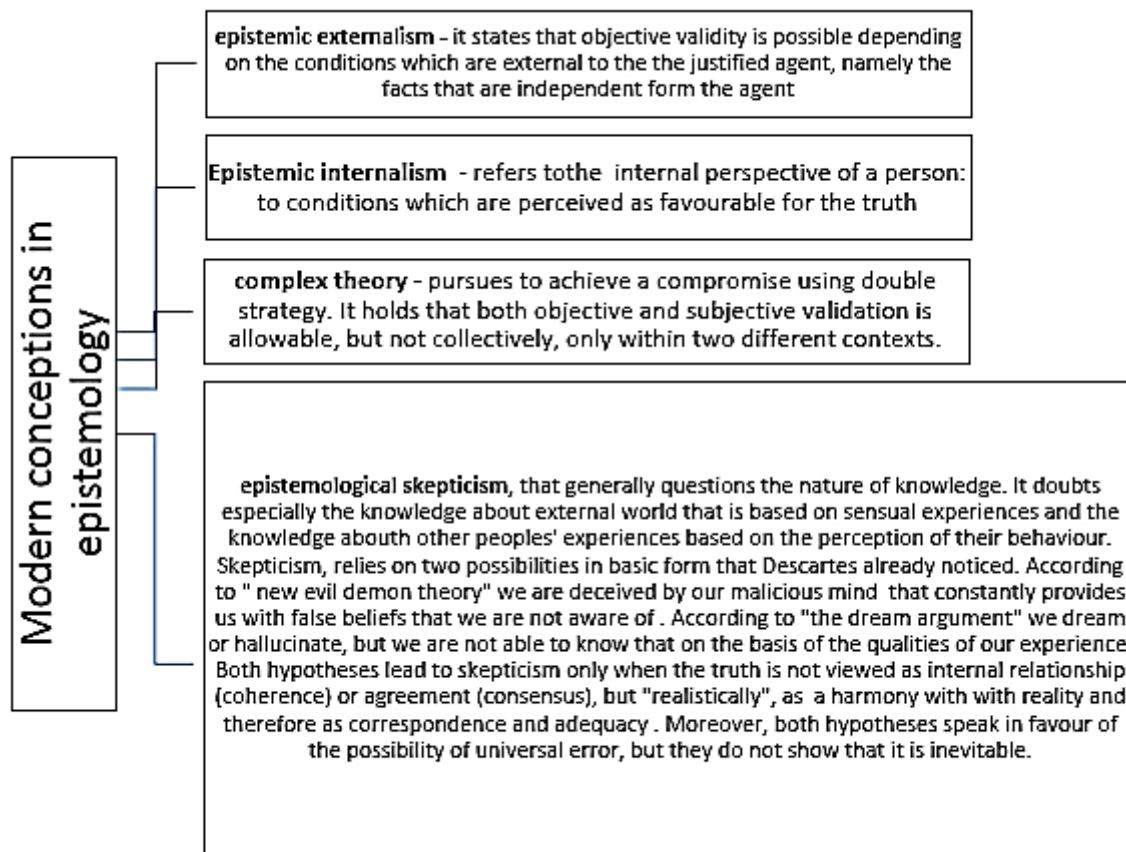 Modern conceptions in
epistemology
epistemic externalism - it states that objective validity is possible depending
on the conditions which are external to the the justified agent, namely the
facts that are independent form the agent
Epistemic internalism - refers tothe internal perspective of a person:
to conditions which are perceived as favourable for the truth
complex theory - pursues to achieve a compromise using double
strategy. It holds that both objective and subjective validation is
allowable, but not collectively, only within two different contexts.
epistemological skepticism, that generally questions the nature of knowledge. It doubts
especially the knowledge about external world that is based on sensual experiences and the
knowledge abouth other peoples' experiences based on the perception of their behaviour.
Skepticism, relies on two possibilities in basic form that Descartes already noticed. According
to " new evil demon theory" we are deceived by our malicious mind that constantly provides
us with false beliefs that we are not aware of . According to "the dream argument" we dream
or hallucinate, but we are not able to know that on the basis of the qualities of our experience
Both hypotheses lead to skepticism only when the truth is not viewed as internal relationship
(coherence) or agreement (consensus), but "realistically", as a harmony with with reality and
therefore as correspondence and adequacy . Moreover, both hypotheses speak in favour of
the possibility of universal error, but they do not show that it is inevitable.